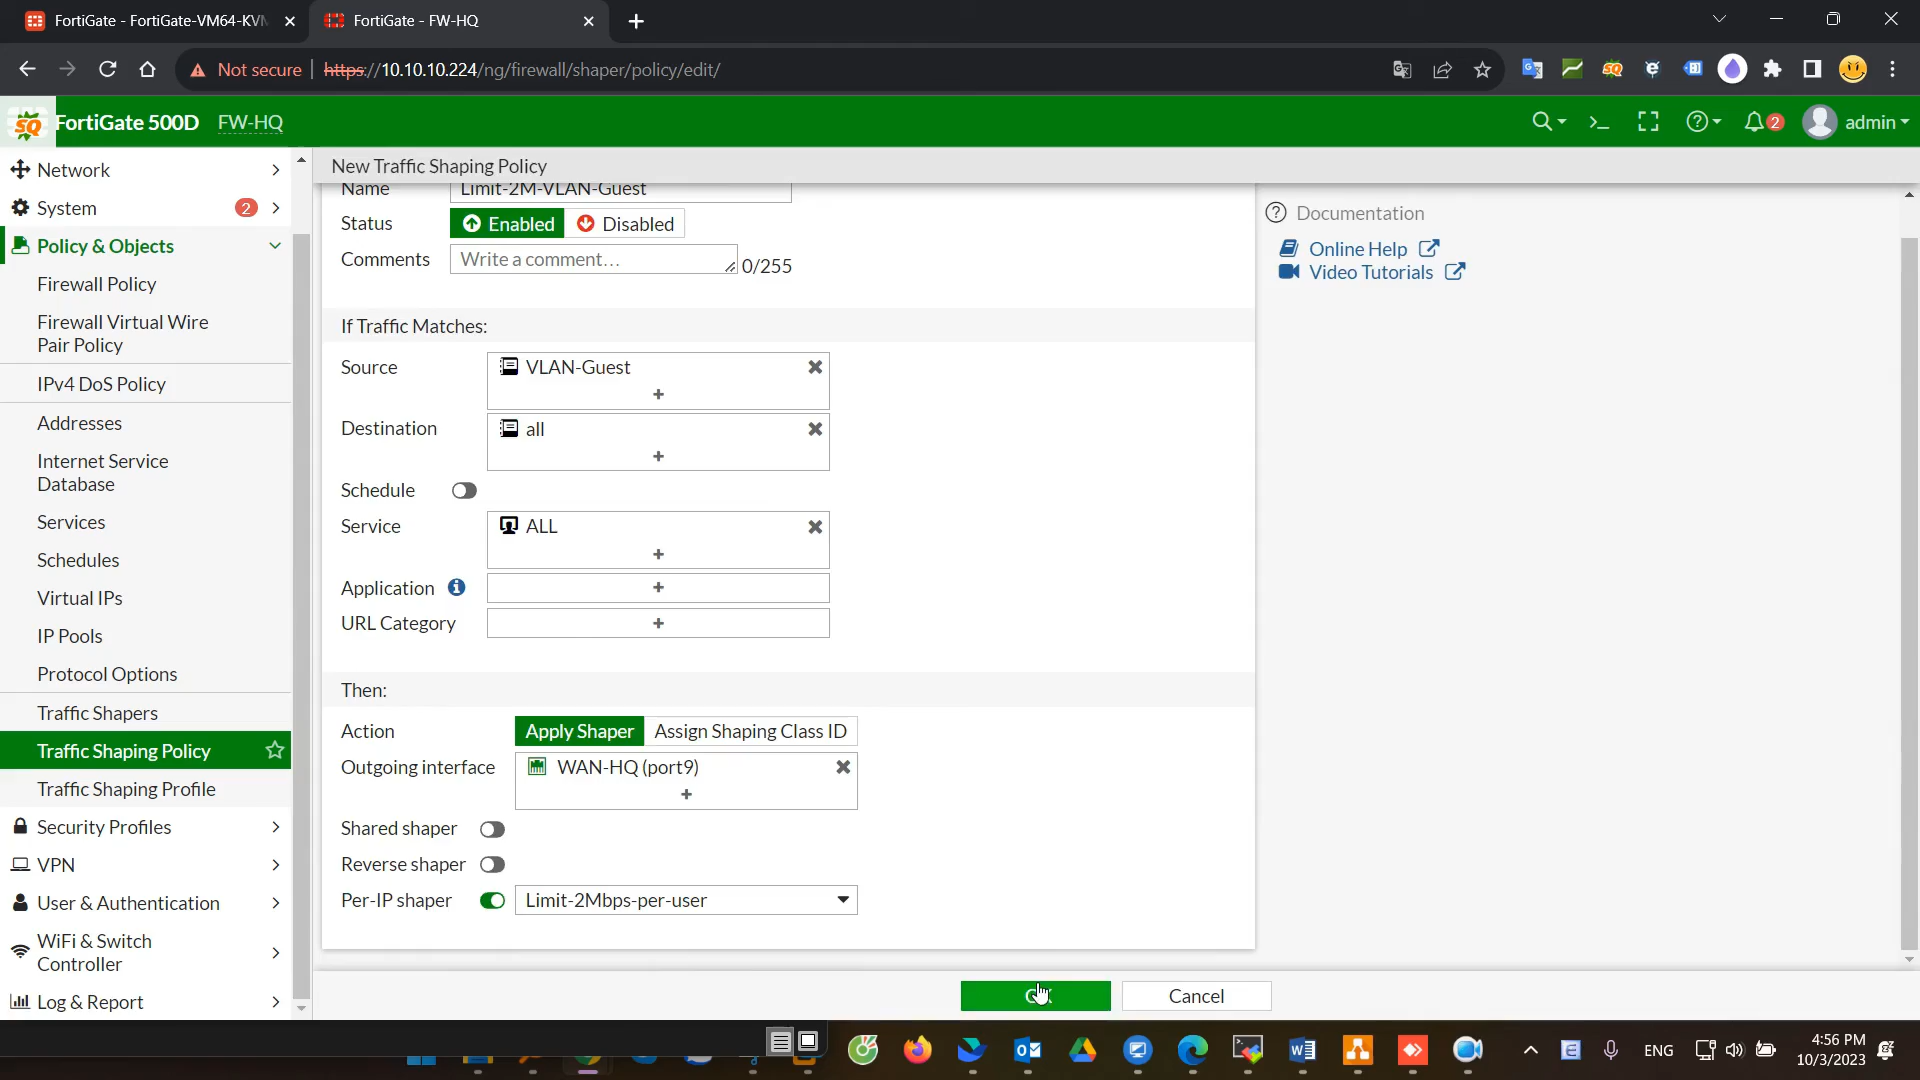 FortiGate - FortiGate-VM64-KVM
FortiGate - FW-HQ
Not secure
https://10.10.10.224/ng/firewall/shaper/policy/edit/
SQ
FortiGate 500D
FW-HQ
2
admin
Network
System
2
Policy & Objects
Firewall Policy
Firewall Virtual Wire
Pair Policy
IPv4 DoS Policy
Addresses
Internet Service
Database
Services
Schedules
Virtual IPs
IP Pools
Protocol Options
Traffic Shapers
Traffic Shaping Policy
Traffic Shaping Profile
Security Profiles
VPN
User & Authentication
WiFi & Switch
Controller
Log & Report
New Traffic Shaping Policy
Name
Limit-2M-VLAN-Guest
Status
Enabled
Disabled
Comments
Write a comment...
0/255
If Traffic Matches:
Source
VLAN-Guest
Destination
all
Schedule
Service
ALL
Application
URL Category
Then:
Action
Apply Shaper
Assign Shaping Class ID
Outgoing interface
WAN-HQ (port9)
Shared shaper
Reverse shaper
Per-IP shaper
Limit-2Mbps-per-user
OK
Cancel
Documentation
Online Help
Video Tutorials
ENG
4:56 PM
10/3/2023